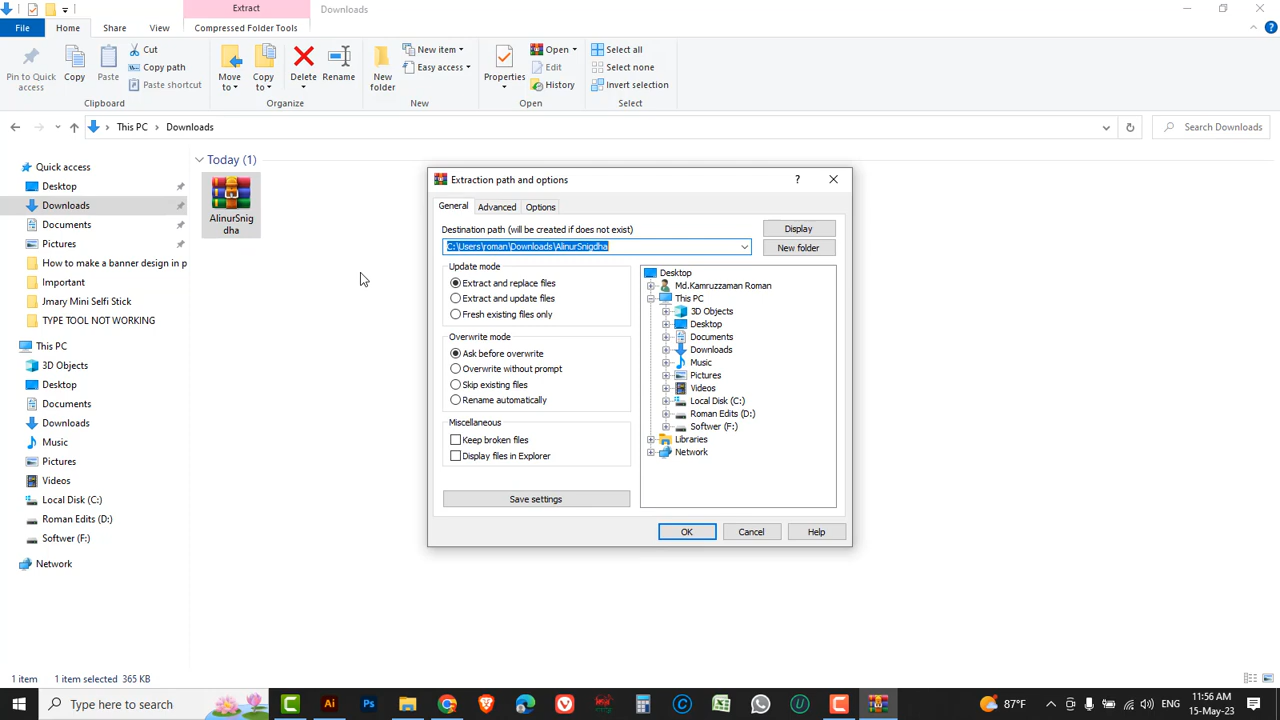 Extract
Downloads
File
Home
Share
View
Compressed Folder Tools
Pin to Quick access
Copy
Paste
Cut
Copy path
Paste shortcut
Clipboard
Move to
Copy to
Delete
Rename
Organize
New folder
New item
Easy access
New
Properties
Open
Edit
History
Open
Select all
Select none
Invert selection
Select
This PC > Downloads
Search Downloads
Quick access
Desktop
Downloads
Documents
Pictures
How to make a banner design in p
Important
Jmary Mini Selfi Stick
TYPE TOOL NOT WORKING
This PC
3D Objects
Desktop
Documents
Downloads
Music
Pictures
Videos
Local Disk (C:)
Roman Edits (D:)
Softwer (F:)
Network
Today (1)
AlinurSnig
dha
Extraction path and options
?
General
Advanced
Options
Destination path (will be created if does not exist)
Display
C:\Users\roman\Downloads\AlinurSnigdha
New folder
Update mode
Extract and replace files
Extract and update files
Fresh existing files only
Overwrite mode
Ask before overwrite
Overwrite without prompt
Skip existing files
Rename automatically
Miscellaneous
Keep broken files
Display files in Explorer
Save settings
Desktop
Md.Kamruzzaman Roman
This PC
3D Objects
Desktop
Documents
Downloads
Music
Pictures
Videos
Local Disk (C:)
Roman Edits (D:)
Softwer (F:)
Libraries
Network
OK
Cancel
Help
1 item
1 item selected 365 KB
Type here to search
Ai
Ps
87°F
ENG
11:56 AM
15-May-23